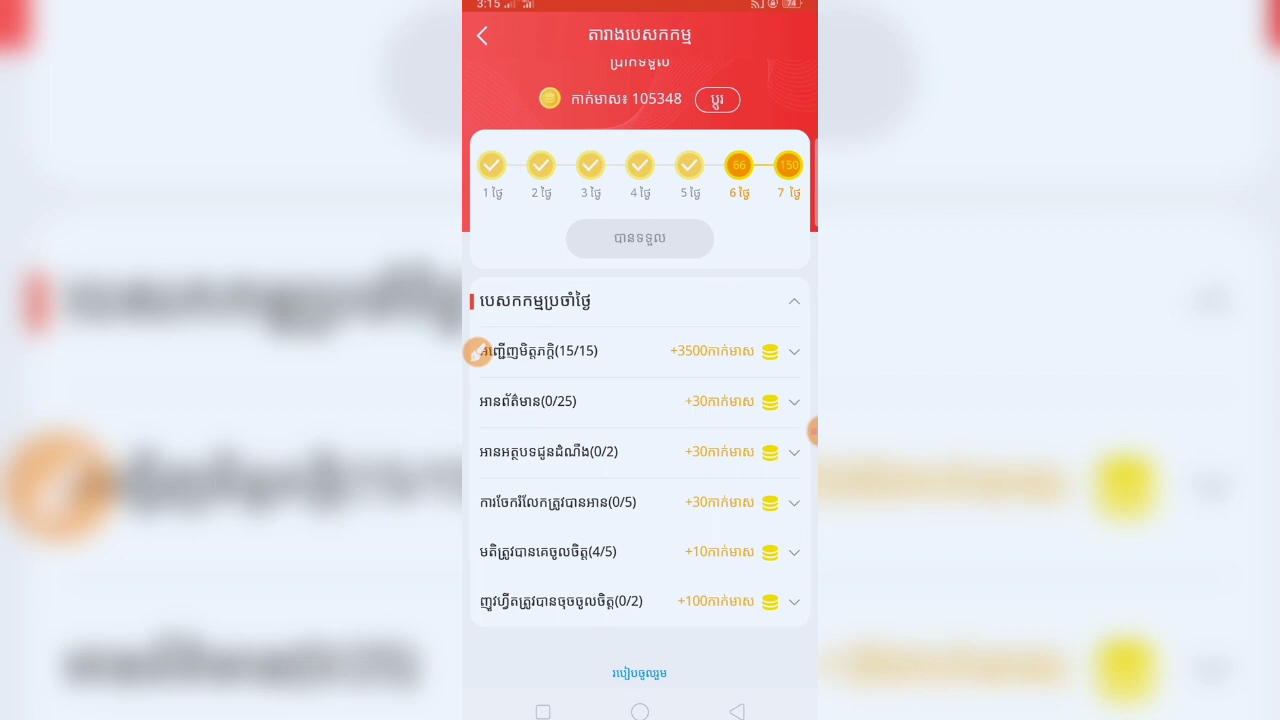 3:15
74
តារាងបេសកកម្ម
ប្រាក់ទទួល
កាក់មាស៖ 105348
ប្តូរ
66 150
1 ថ្ងៃ 2 ថ្ងៃ 3 ថ្ងៃ 4 ថ្ងៃ 5 ថ្ងៃ 6 ថ្ងៃ 7 ថ្ងៃ
បានទទួល
បេសកកម្មប្រចាំថ្ងៃ
អញ្ជើញមិត្តភក្តិ(15/15) +3500កាក់មាស
អានព័ត៌មាន(0/25) +30កាក់មាស
អានអត្ថបទជូនដំណឹង(0/2) +30កាក់មាស
ការចែករំលែកត្រូវបានអាន(0/5) +30កាក់មាស
មតិត្រូវបានគេចូលចិត្ត(4/5) +10កាក់មាស
ញូវហ្វីតត្រូវបានចុចចូលចិត្ត(0/2) +100កាក់មាស
របៀបចូលរួម